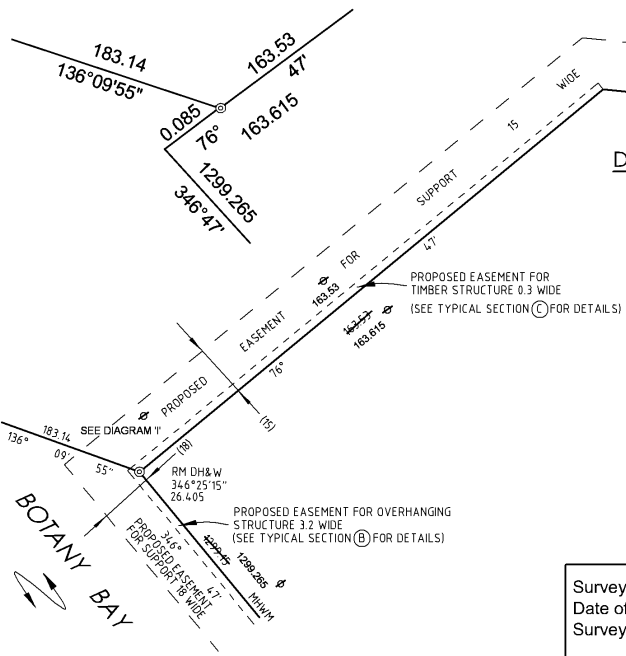 183.14
136°09'55"
163.53
47'
0.085
76°
163.615
1299.265
346°47'
WIDE
15
SUPPORT
FOR
EASEMENT
PROPOSED
D
47'
163.53 ⌀
PROPOSED EASEMENT FOR
TIMBER STRUCTURE 0.3 WIDE
(SEE TYPICAL SECTION C FOR DETAILS)
163.53 ⌀
163.615
76°
(15)
⌀
SEE DIAGRAM '1'
183.14
136° 09' 55"
(18)
RM DH&W
346°25'15"
26.405
PROPOSED EASEMENT FOR OVERHANGING
STRUCTURE 3.2 WIDE
(SEE TYPICAL SECTION B FOR DETAILS)
BOTANY BAY
346° 47'
PROPOSED EASEMENT
FOR SUPPORT 18 WIDE
1299.15
1299.265 ⌀
MHWM
Survey
Date of
Survey